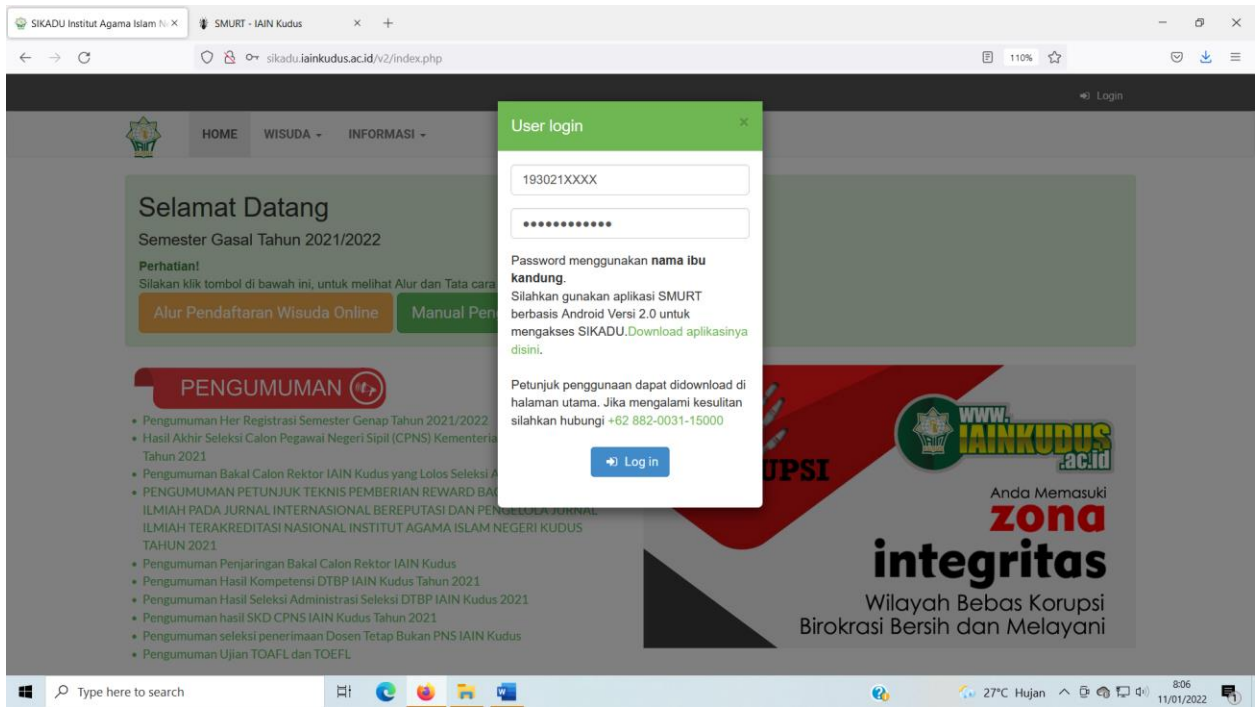 SIKADU Institut Agama Islam N
SMURT - IAIN Kudus
sikadu.iainkudus.ac.id/v2/index.php
110%
Login
HOME
WISUDA
INFORMASI
Selamat Datang
Semester Gasal Tahun 2021/2022
Perhatian!
Silakan klik tombol di bawah ini, untuk melihat Alur dan Tata cara
Alur Pendaftaran Wisuda Online
Manual Pen
User login
193021XXXX
Password menggunakan nama ibu
kandung.
Silahkan gunakan aplikasi SMURT
berbasis Android Versi 2.0 untuk
mengakses SIKADU.Download aplikasinya
disini.
Petunjuk penggunaan dapat didownload di
halaman utama. Jika mengalami kesulitan
silahkan hubungi +62 882-0031-15000
Log in
PENGUMUMAN
Pengumuman Her Registrasi Semester Genap Tahun 2021/2022
Hasil Akhir Seleksi Calon Pegawai Negeri Sipil (CPNS) Kementeria
Tahun 2021
Pengumuman Bakal Calon Rektor IAIN Kudus yang Lolos Seleksi A
PENGUMUMAN PETUNJUK TEKNIS PEMBERIAN REWARD BAG
ILMIAH PADA JURNAL INTERNASIONAL BEREPUTASI DAN PENGELOLA JURNAL
ILMIAH TERAKREDITASI NASIONAL INSTITUT AGAMA ISLAM NEGERI KUDUS
TAHUN 2021
Pengumuman Penjaringan Bakal Calon Rektor IAIN Kudus
Pengumuman Hasil Kompetensi DTBP IAIN Kudus Tahun 2021
Pengumuman Hasil Seleksi Administrasi Seleksi DTBP IAIN Kudus 2021
Pengumuman hasil SKD CPNS IAIN Kudus Tahun 2021
Pengumuman seleksi penerimaan Dosen Tetap Bukan PNS IAIN Kudus
Pengumuman Ujian TOAFL dan TOEFL
UPSI
IAIN
WWW.
IAINKUDUS
.ac.id
Anda Memasuki
zona
integritas
Wilayah Bebas Korupsi
Birokrasi Bersih dan Melayani
Type here to search
27°C Hujan
8:06
11/01/2022